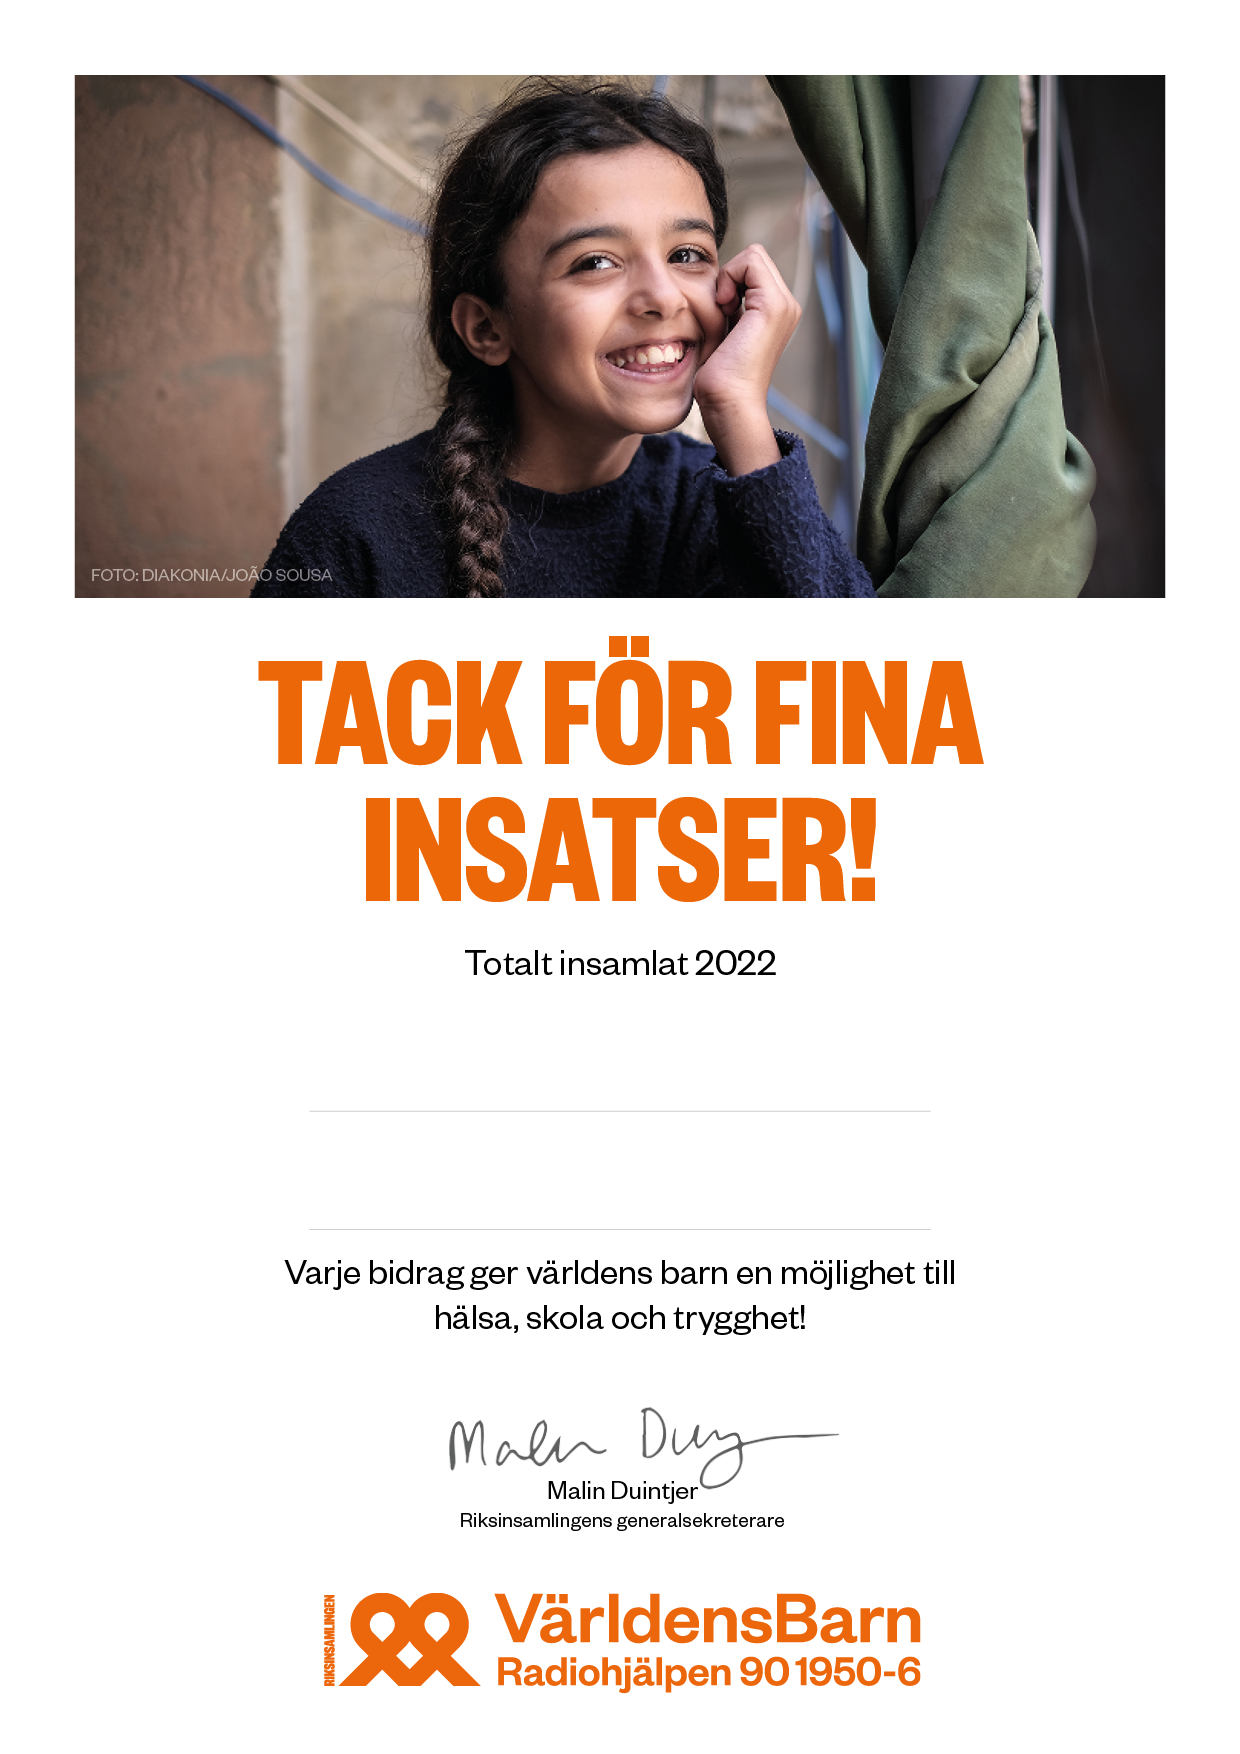 FOTO: DIAKONIA/JOÃO SOUSA
TACK FÖR FINA
INSATSER!
Totalt insamlat 2022
Varje bidrag ger världens barn en möjlighet till
hälsa, skola och trygghet!
Malin Duintjer
Riksinsamlingens generalsekreterare
RIKSINSAMLINGEN
VärldensBarn
Radiohjälpen 90 1950-6